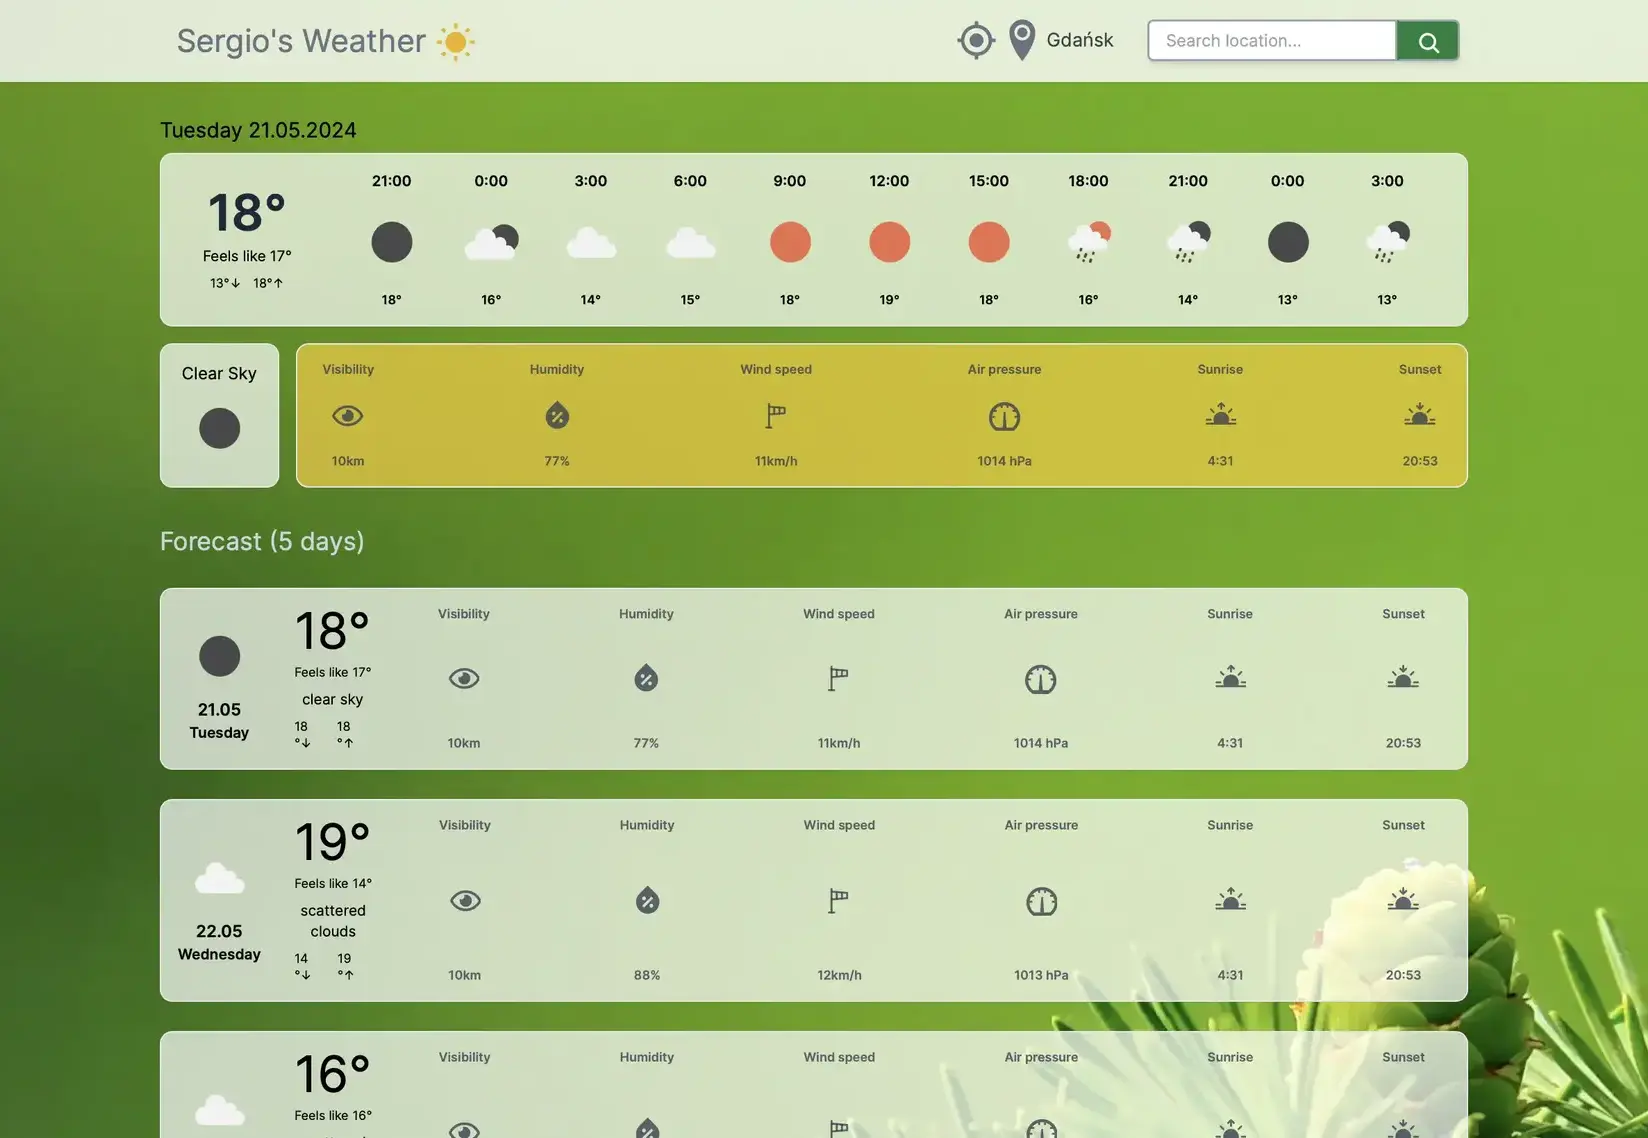 Sergio's Weather
Gdańsk
Search location...
Tuesday 21.05.2024
18°
Feels like 17°
13°↓ 18°↑
21:00 0:00 3:00 6:00 9:00 12:00 15:00 18:00 21:00 0:00 3:00
18° 16° 14° 15° 18° 19° 18° 16° 14° 13° 13°
Clear Sky
Visibility Humidity Wind speed Air pressure Sunrise Sunset
10km 77% 11km/h 1014 hPa 4:31 20:53
Forecast (5 days)
21.05
Tuesday
18°
Feels like 17°
clear sky
18 18
°↓ °↑
Visibility Humidity Wind speed Air pressure Sunrise Sunset
10km 77% 11km/h 1014 hPa 4:31 20:53
22.05
Wednesday
19°
Feels like 14°
scattered
clouds
14 19
°↓ °↑
Visibility Humidity Wind speed Air pressure Sunrise Sunset
10km 88% 12km/h 1013 hPa 4:31 20:53
16°
Feels like 16°
Visibility Humidity Wind speed Air pressure Sunrise Sunset